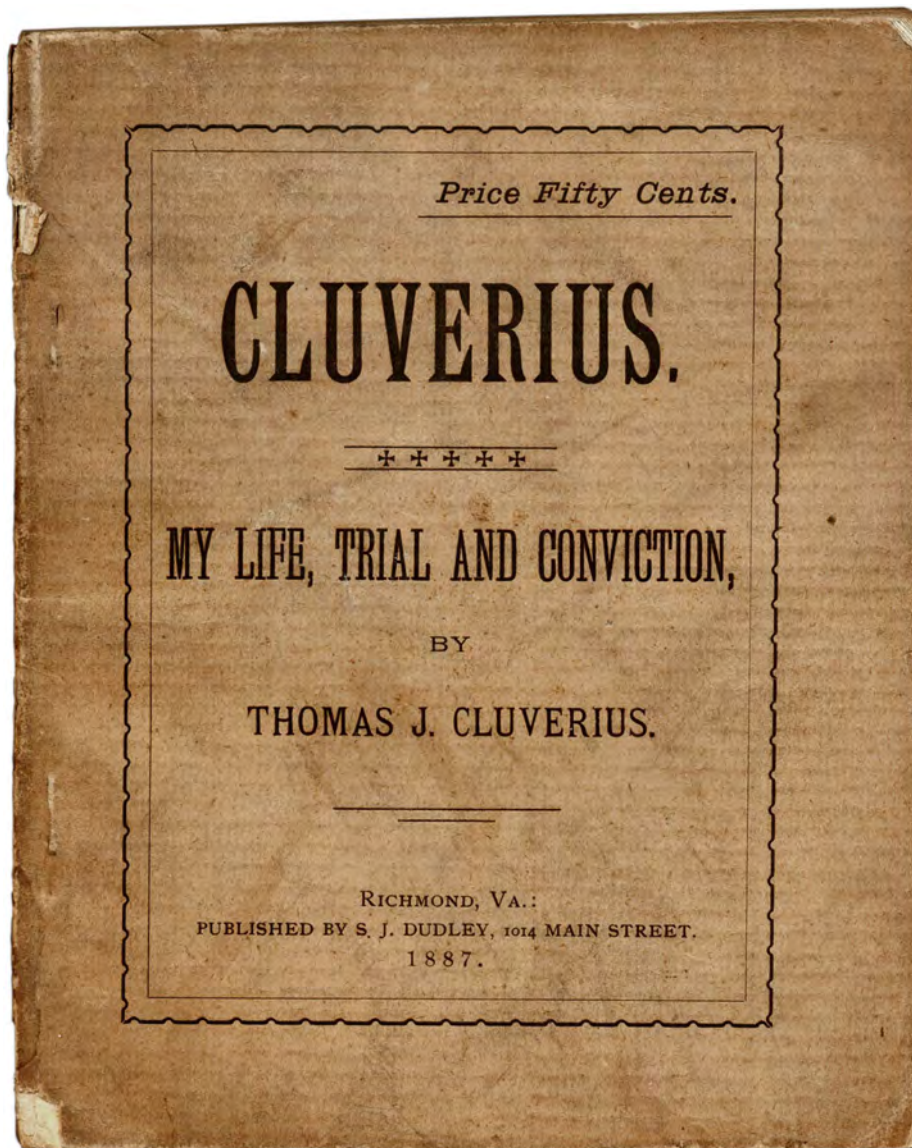 Price Fifty Cents.
CLUVERIUS.
MY LIFE, TRIAL AND CONVICTION,
BY
THOMAS J. CLUVERIUS.
RICHMOND, VA.:
PUBLISHED BY S. J. DUDLEY, 1014 MAIN STREET.
1887.